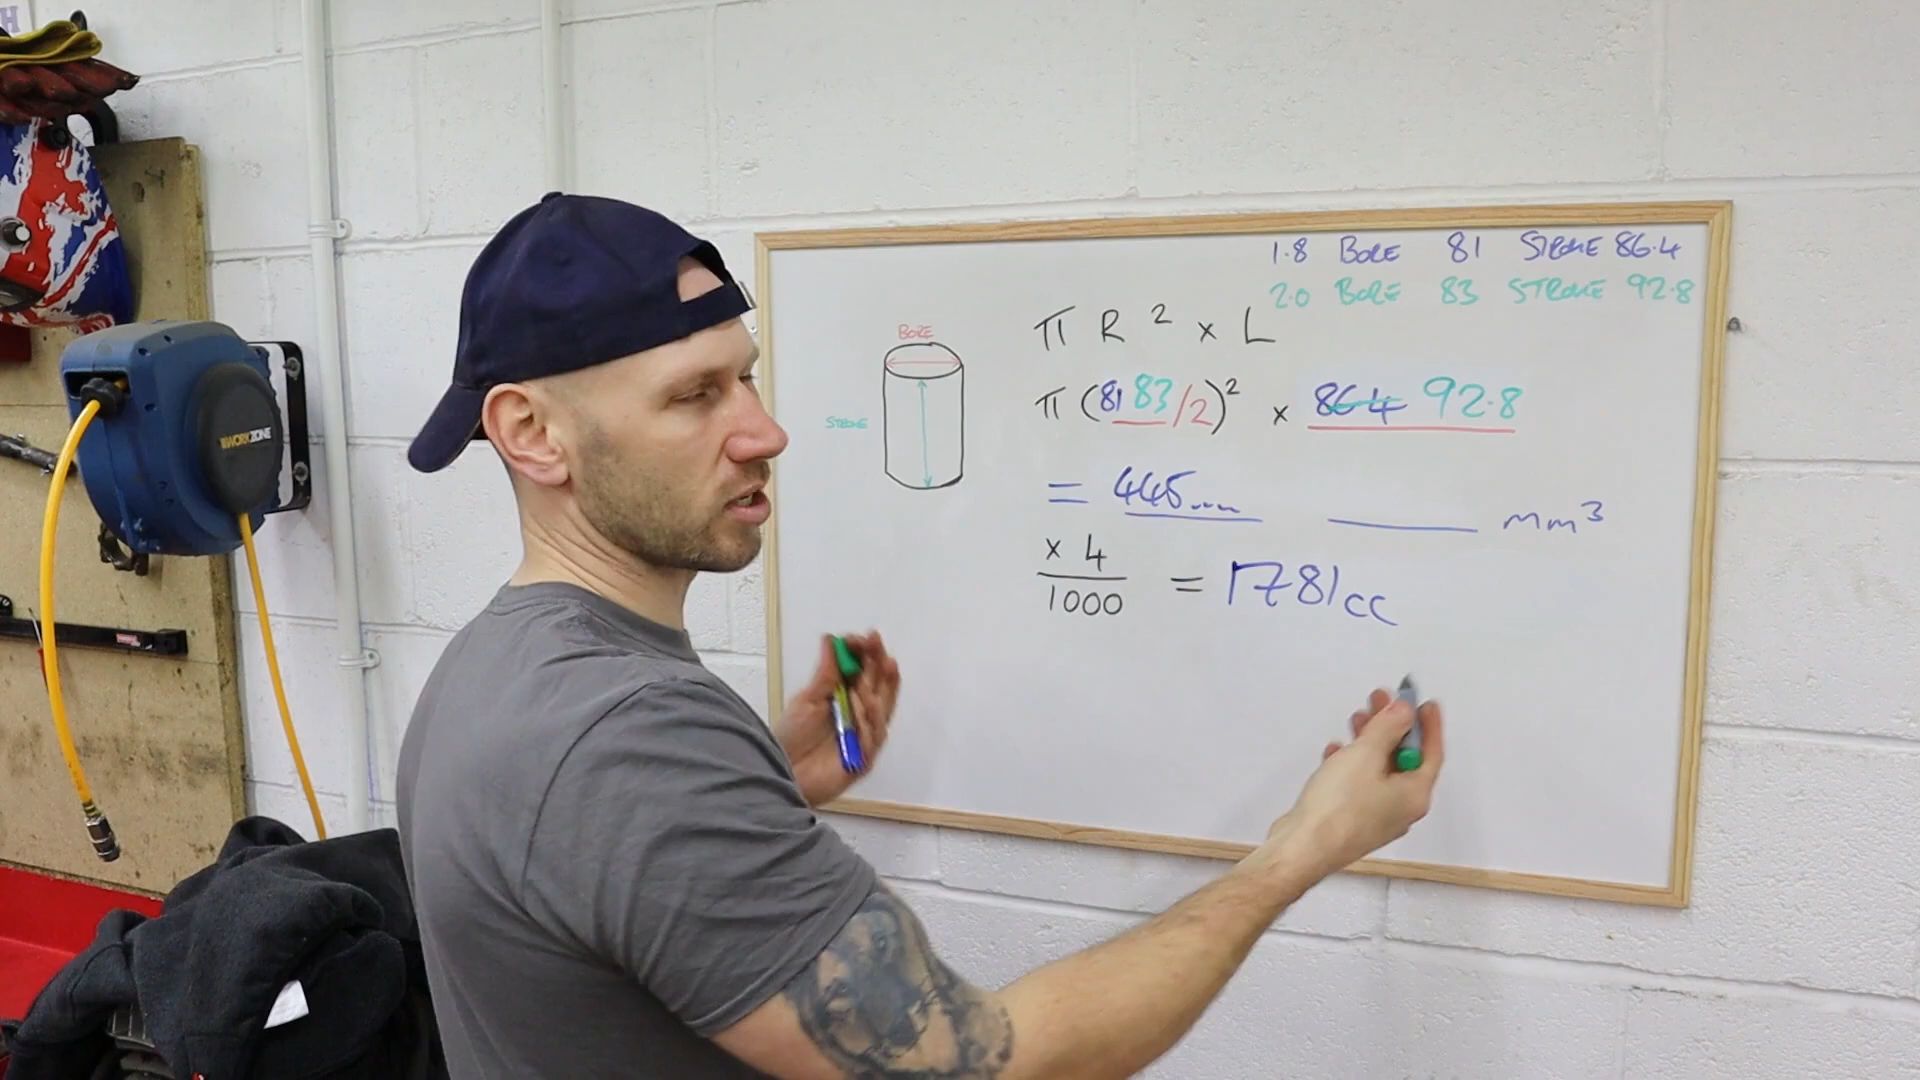 H
WORKZONE
1.8 BORE 81 STROKE 86.4
2.0 BORE 83 STROKE 92.8
BORE
STROKE
π R ² × L
π (81 83/2)² × 86.4 92.8
= 445... mm³
× 4
1000
= 1781cc